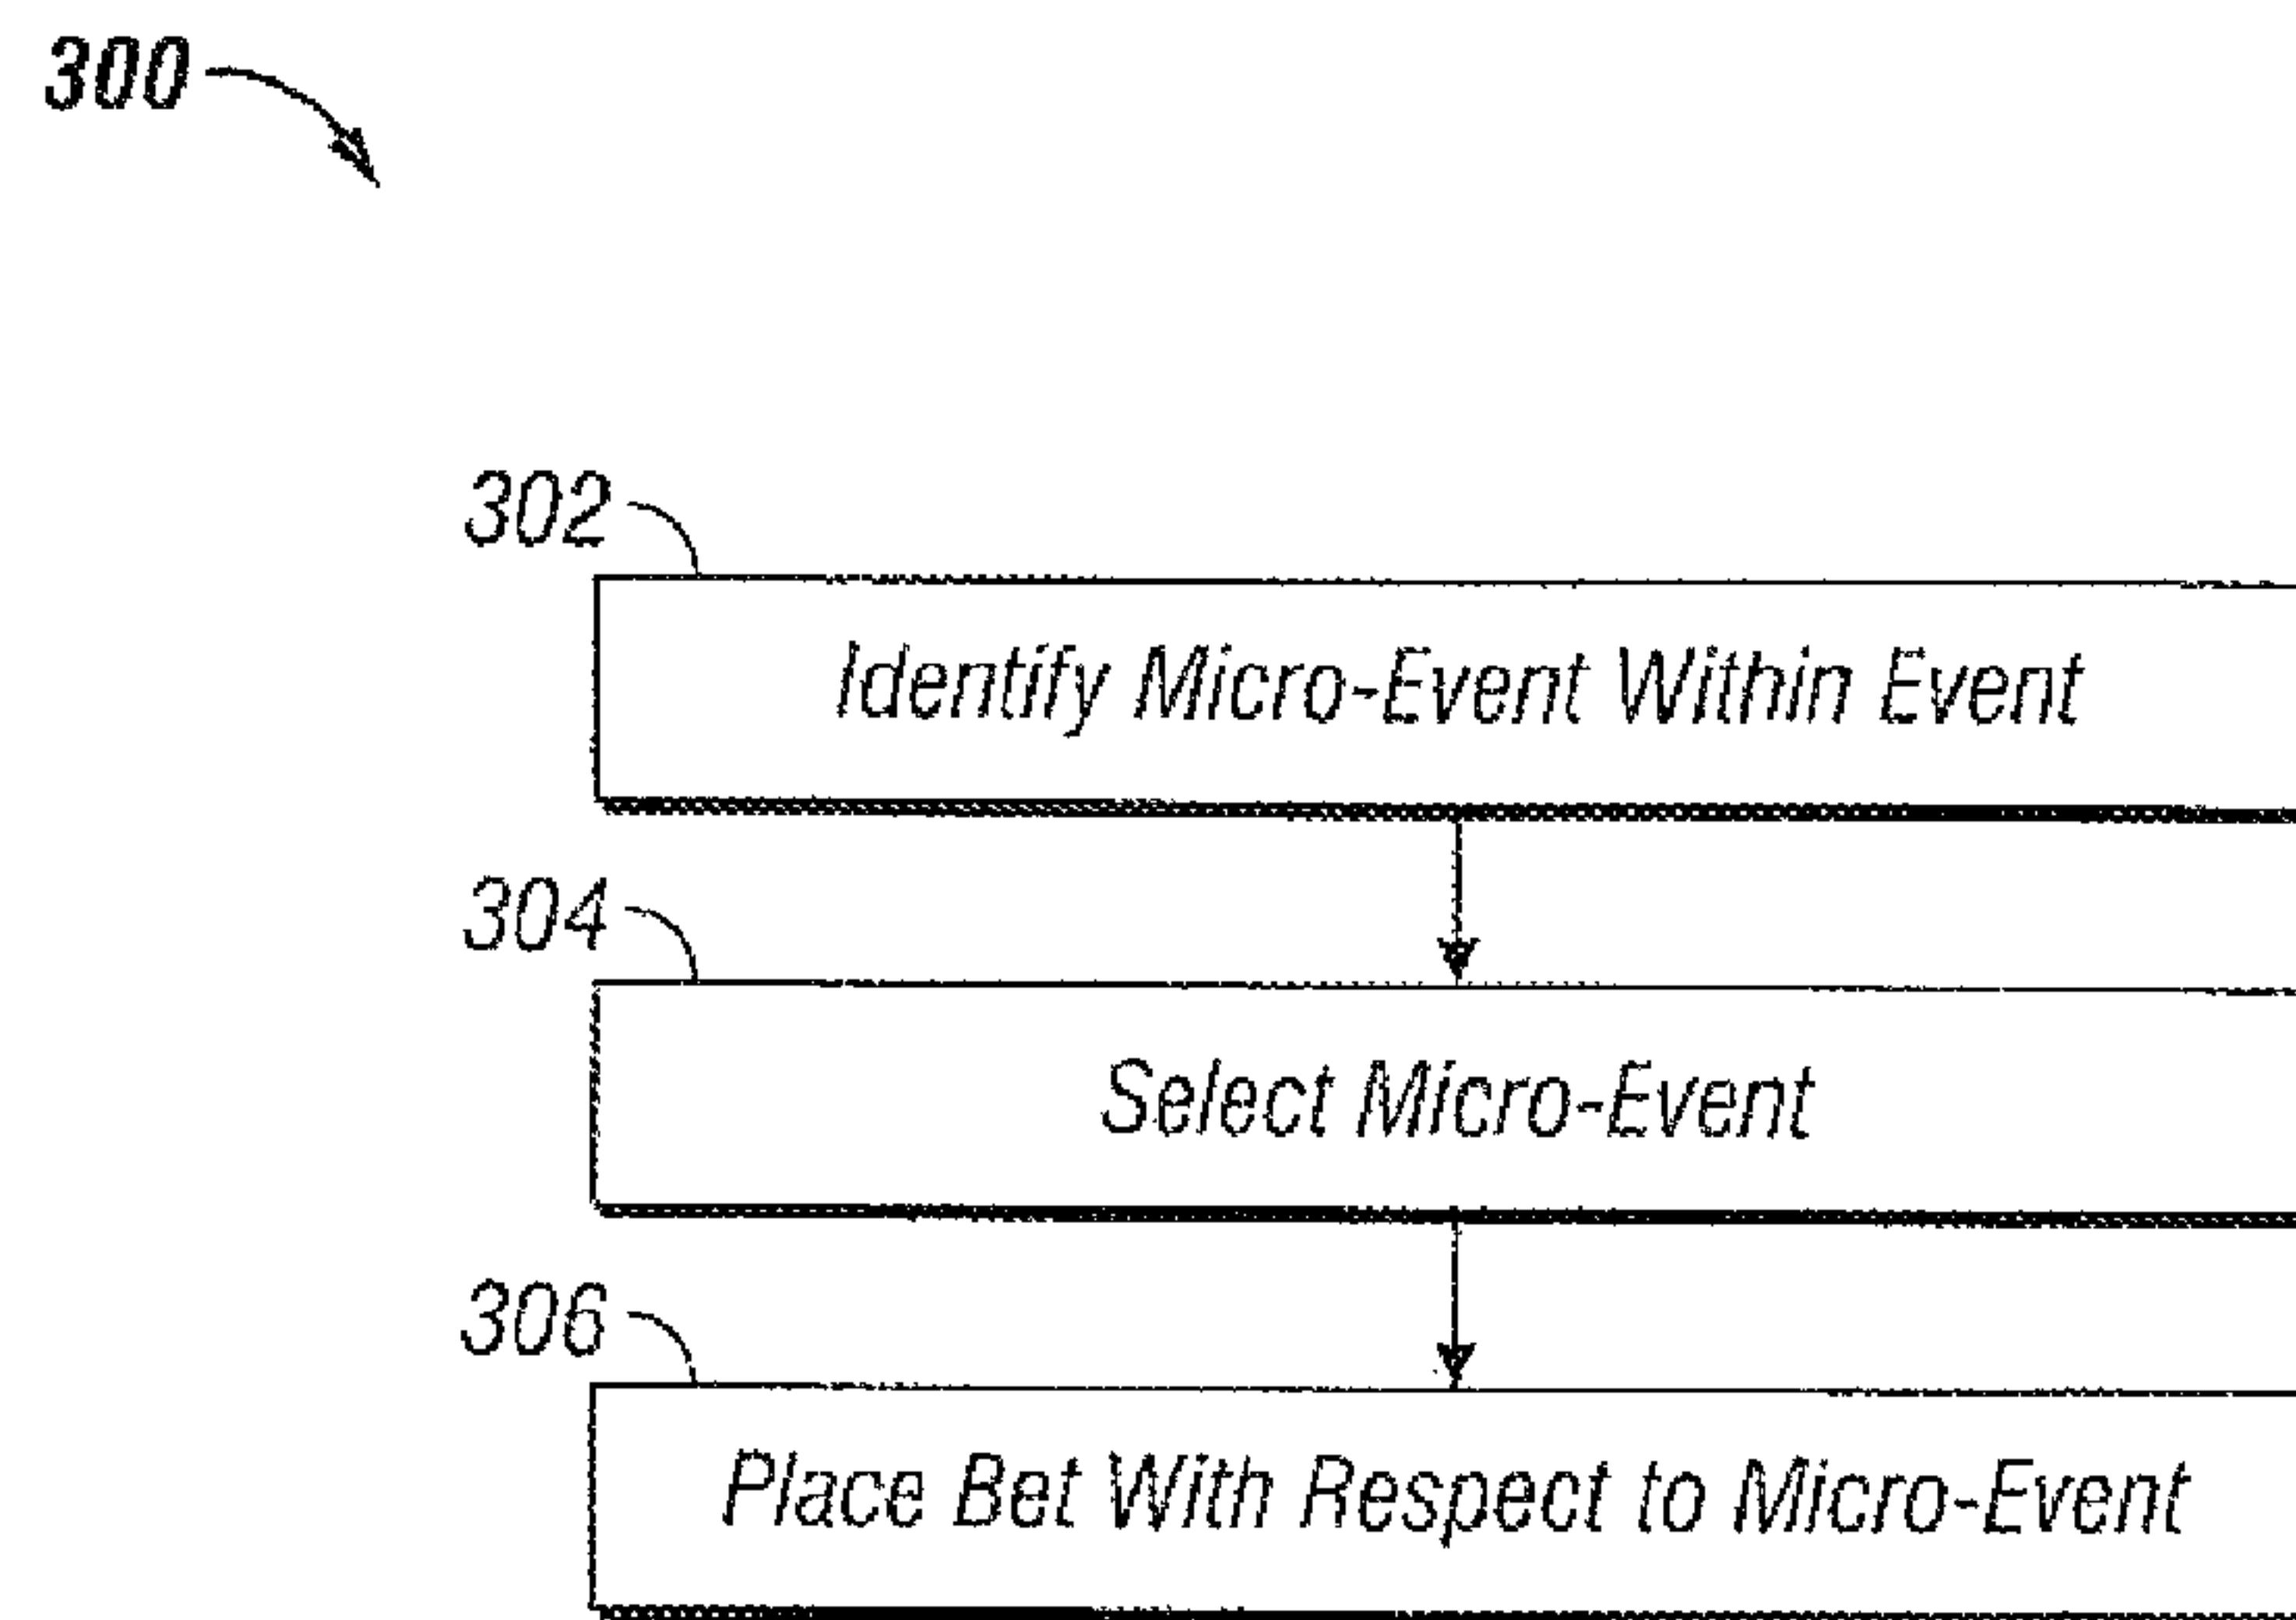 300
302
Identify Micro-Event Within Event
304
Select Micro-Event
306
Place Bet With Respect to Micro-Event